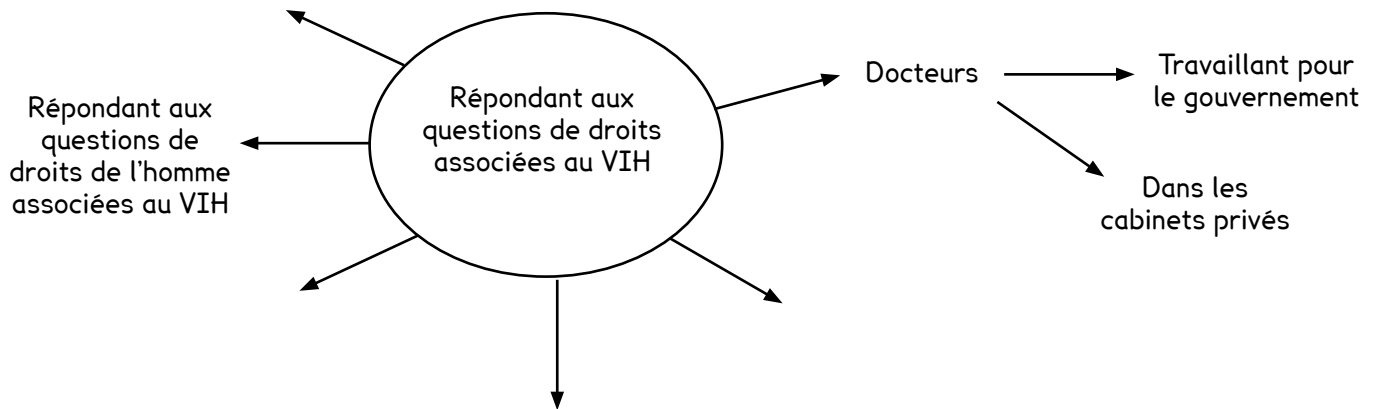 Répondant aux
questions de
droits de l'homme
associées au VIH
Répondant aux
questions de droits
associées au VIH
Docteurs
Travaillant pour
le gouvernement
Dans les
cabinets privés